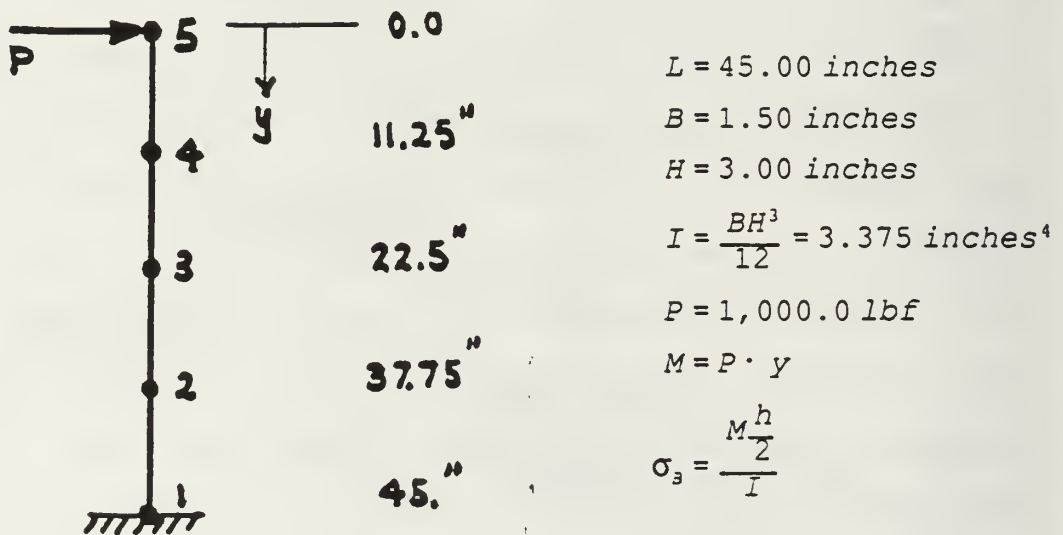 P
5
0.0
y
4
11.25"
3
22.5"
2
37.75"
1
45."
L = 45.00 inches
B = 1.50 inches
H = 3.00 inches
I = BH³/12 = 3.375 inches⁴
P = 1,000.0 lbf
M = P · y
σₐ = M h/2 / I